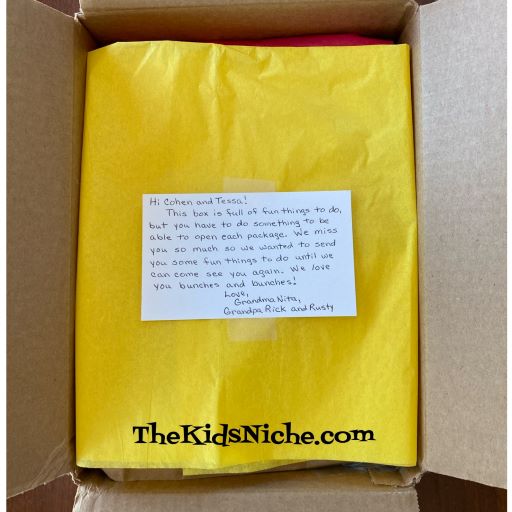 Hi Cohen and Tessa!
This box is full of fun things to do,
but you have to do something to be
able to open each package. We miss
you so much so we wanted to send
you some fun things to do until we
can come see you again. We love
you bunches and bunches!
Love,
Grandma Nita,
Grandpa Rick and Rusty
TheKidsNiche.com